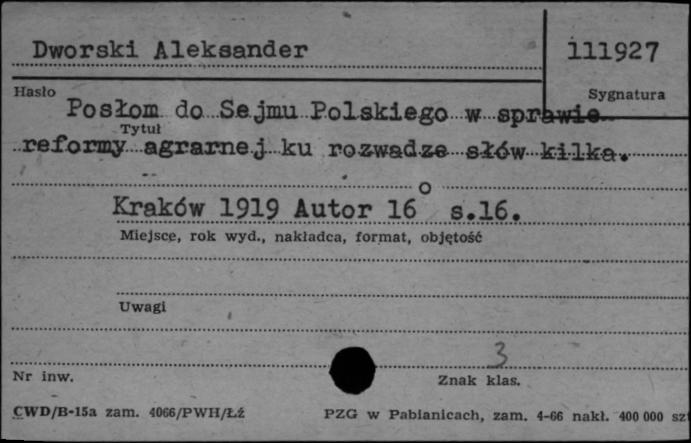 Dworski Aleksander 111927
Hasło Sygnatura
Posłom do Sejmu Polskiego w sprawie
Tytuł
reformy agrarnej ku rozwadze słów kilka.
Kraków 1919 Autor 16° s.16.
Miejsce, rok wyd., nakładca, format, objętość
Uwagi
3
Nr inw. Znak klas.
CWD/B-15a zam. 4066/PWH/Łż PZG w Pabianicach, zam. 4-66 nakł. 400 000 szt